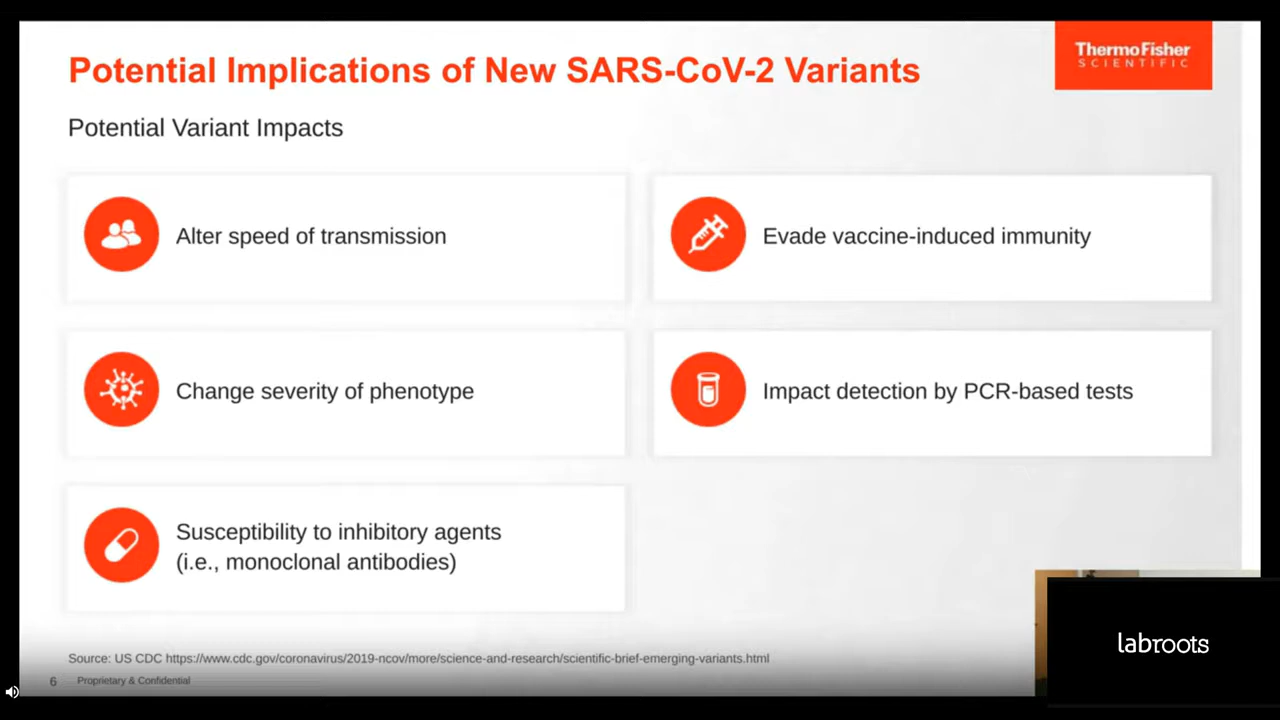 Potential Implications of New SARS-CoV-2 Variants
ThermoFisher
SCIENTIFIC
Potential Variant Impacts
Alter speed of transmission
Evade vaccine-induced immunity
Change severity of phenotype
Impact detection by PCR-based tests
Susceptibility to inhibitory agents
(i.e., monoclonal antibodies)
labroots
Source: US CDC https://www.cdc.gov/coronavirus/2019-ncov/more/science-and-research/scientific-brief-emerging-variants.html
6 Proprietary & Confidential